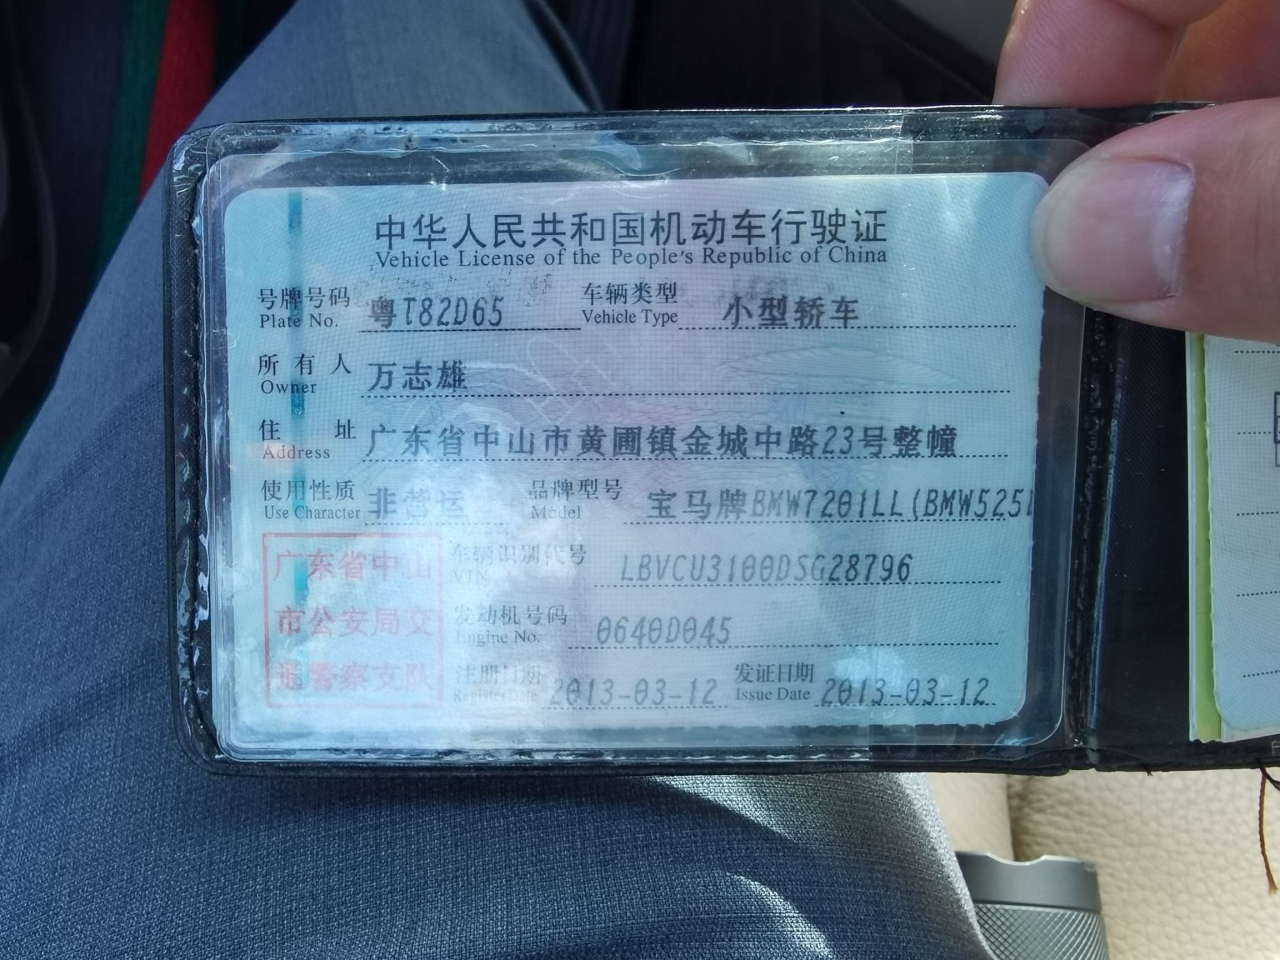 中华人民共和国机动车行驶证
Vehicle License of the People's Republic of China
号牌号码 粤T82D65 车辆类型 小型轿车
Plate No. Vehicle Type
所有人 万志雄
Owner
住址 广东省中山市黄圃镇金城中路23号整幢
Address
使用性质 非营运 品牌型号 宝马牌BMW7201LL(BMW525L
Use Character Model
车辆识别代号 LBVCU3100DSG28796
VIN
发动机号码 0640D045
Engine No.
注册日期 2013-03-12 发证日期 2013-03-12
Register Date Issue Date
广东省中山
市公安局交
通警察支队